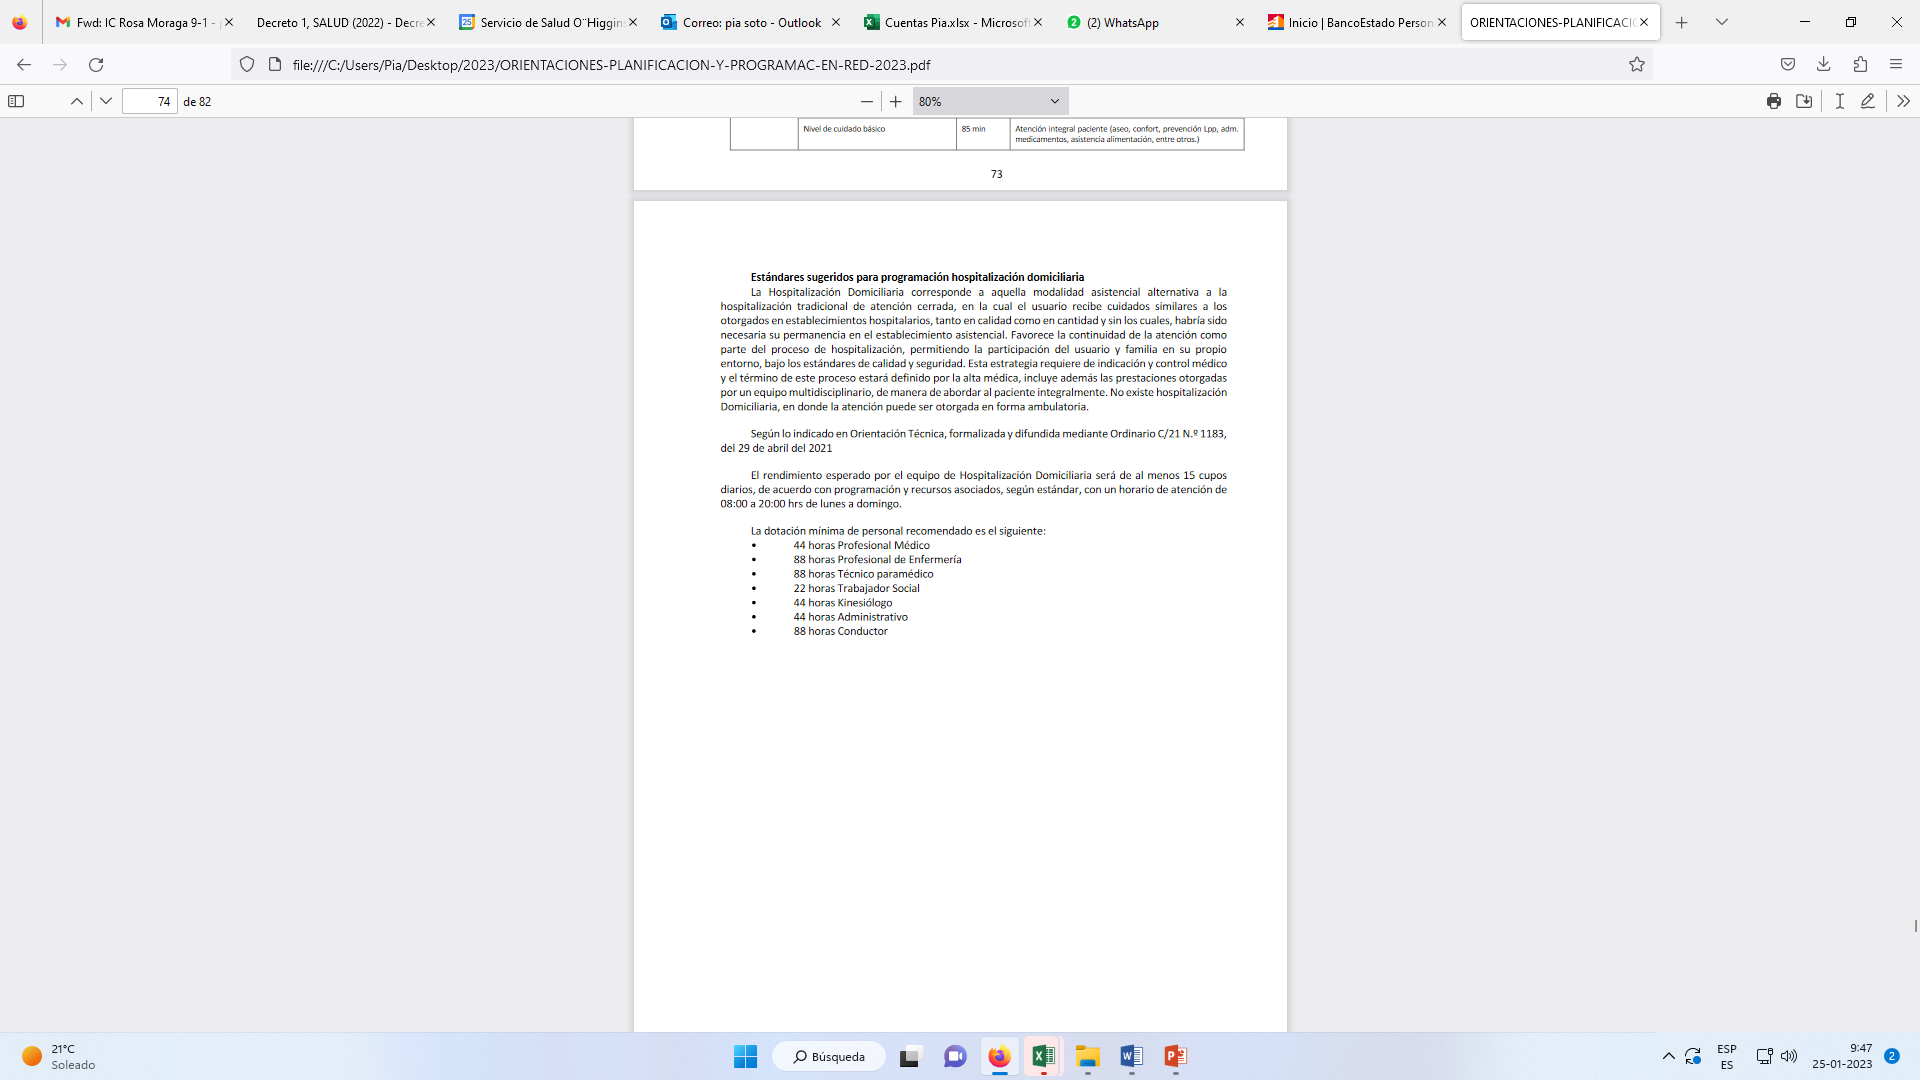 Fwd: IC Rosa Moraga 9-1 -
Decreto 1, SALUD (2022) - Decre
Servicio de Salud O¨Higgin
Correo: pia soto - Outlook
Cuentas Pia.xlsx - Microsof
(2) WhatsApp
Inicio | BancoEstado Person
ORIENTACIONES-PLANIFICACIO
file:///C:/Users/Pia/Desktop/2023/ORIENTACIONES-PLANIFICACION-Y-PROGRAMAC-EN-RED-2023.pdf
74 de 82
80%
Nivel de cuidado básico
85 min
Atención integral paciente (aseo, confort, prevención Lpp, adm.
medicamentos, asistencia alimentación, entre otros.)
73
Estándares sugeridos para programación hospitalización domiciliaria
La Hospitalización Domiciliaria corresponde a aquella modalidad asistencial alternativa a la
hospitalización tradicional de atención cerrada, en la cual el usuario recibe cuidados similares a los
otorgados en establecimientos hospitalarios, tanto en calidad como en cantidad y sin los cuales, habría sido
necesaria su permanencia en el establecimiento asistencial. Favorece la continuidad de la atención como
parte del proceso de hospitalización, permitiendo la participación del usuario y familia en su propio
entorno, bajo los estándares de calidad y seguridad. Esta estrategia requiere de indicación y control médico
y el término de este proceso estará definido por la alta médica, incluye además las prestaciones otorgadas
por un equipo multidisciplinario, de manera de abordar al paciente integralmente. No existe hospitalización
Domiciliaria, en donde la atención puede ser otorgada en forma ambulatoria.
Según lo indicado en Orientación Técnica, formalizada y difundida mediante Ordinario C/21 N.º 1183,
del 29 de abril del 2021
El rendimiento esperado por el equipo de Hospitalización Domiciliaria será de al menos 15 cupos
diarios, de acuerdo con programación y recursos asociados, según estándar, con un horario de atención de
08:00 a 20:00 hrs de lunes a domingo.
La dotación mínima de personal recomendado es el siguiente:
• 44 horas Profesional Médico
• 88 horas Profesional de Enfermería
• 88 horas Técnico paramédico
• 22 horas Trabajador Social
• 44 horas Kinesiólogo
• 44 horas Administrativo
• 88 horas Conductor
21°C
Soleado
Búsqueda
ESP
ES
9:47
25-01-2023
2